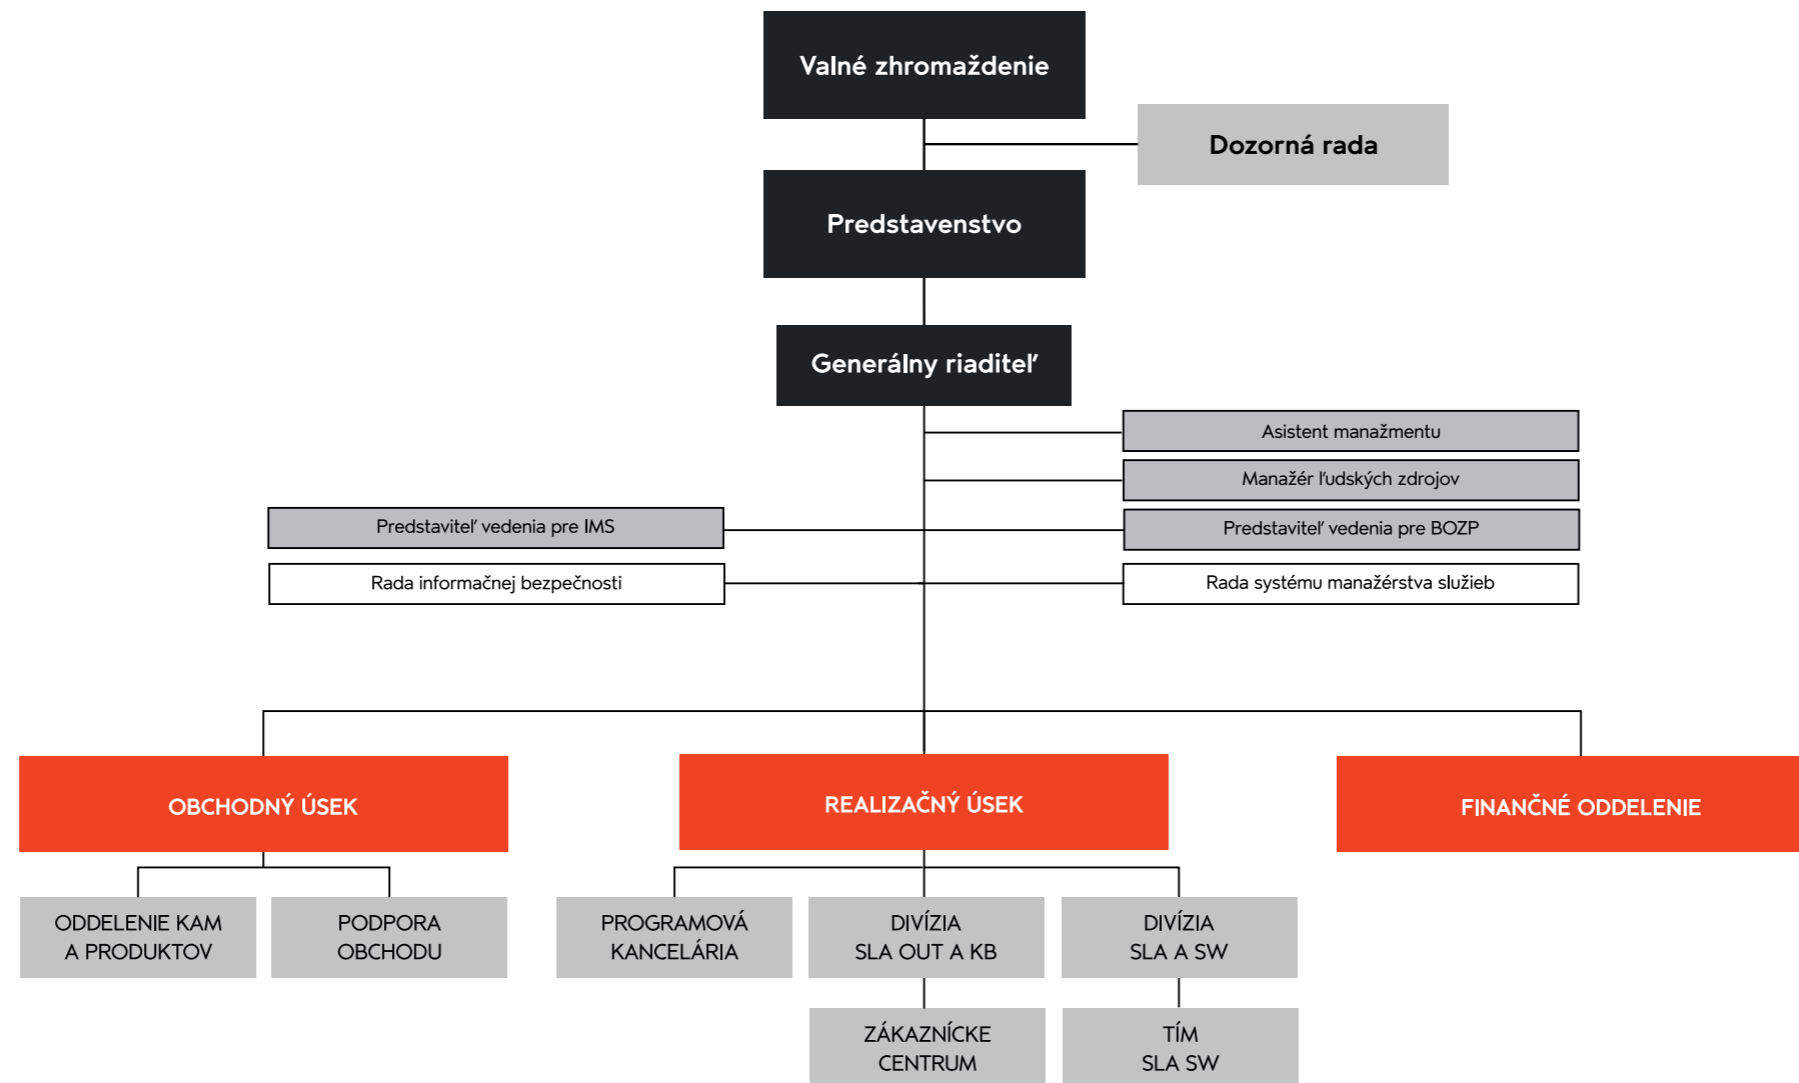 Valné zhromaždenie
Dozorná rada
Predstavenstvo
Generálny riaditeľ
Asistent manažmentu
Manažér ľudských zdrojov
Predstaviteľ vedenia pre IMS
Predstaviteľ vedenia pre BOZP
Rada informačnej bezpečnosti
Rada systému manažérstva služieb
OBCHODNÝ ÚSEK
REALIZAČNÝ ÚSEK
FINANČNÉ ODDELENIE
ODDELENIE KAM
A PRODUKTOV
PODPORA
OBCHODU
PROGRAMOVÁ
KANCELÁRIA
DIVÍZIA
SLA OUT A KB
DIVÍZIA
SLA A SW
ZÁKAZNÍCKE
CENTRUM
TÍM
SLA SW